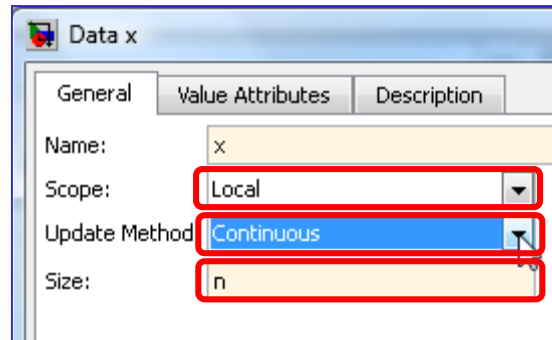 Data x
General Value Attributes Description
Name: x
Scope: Local
Update Method Continuous
Size: n